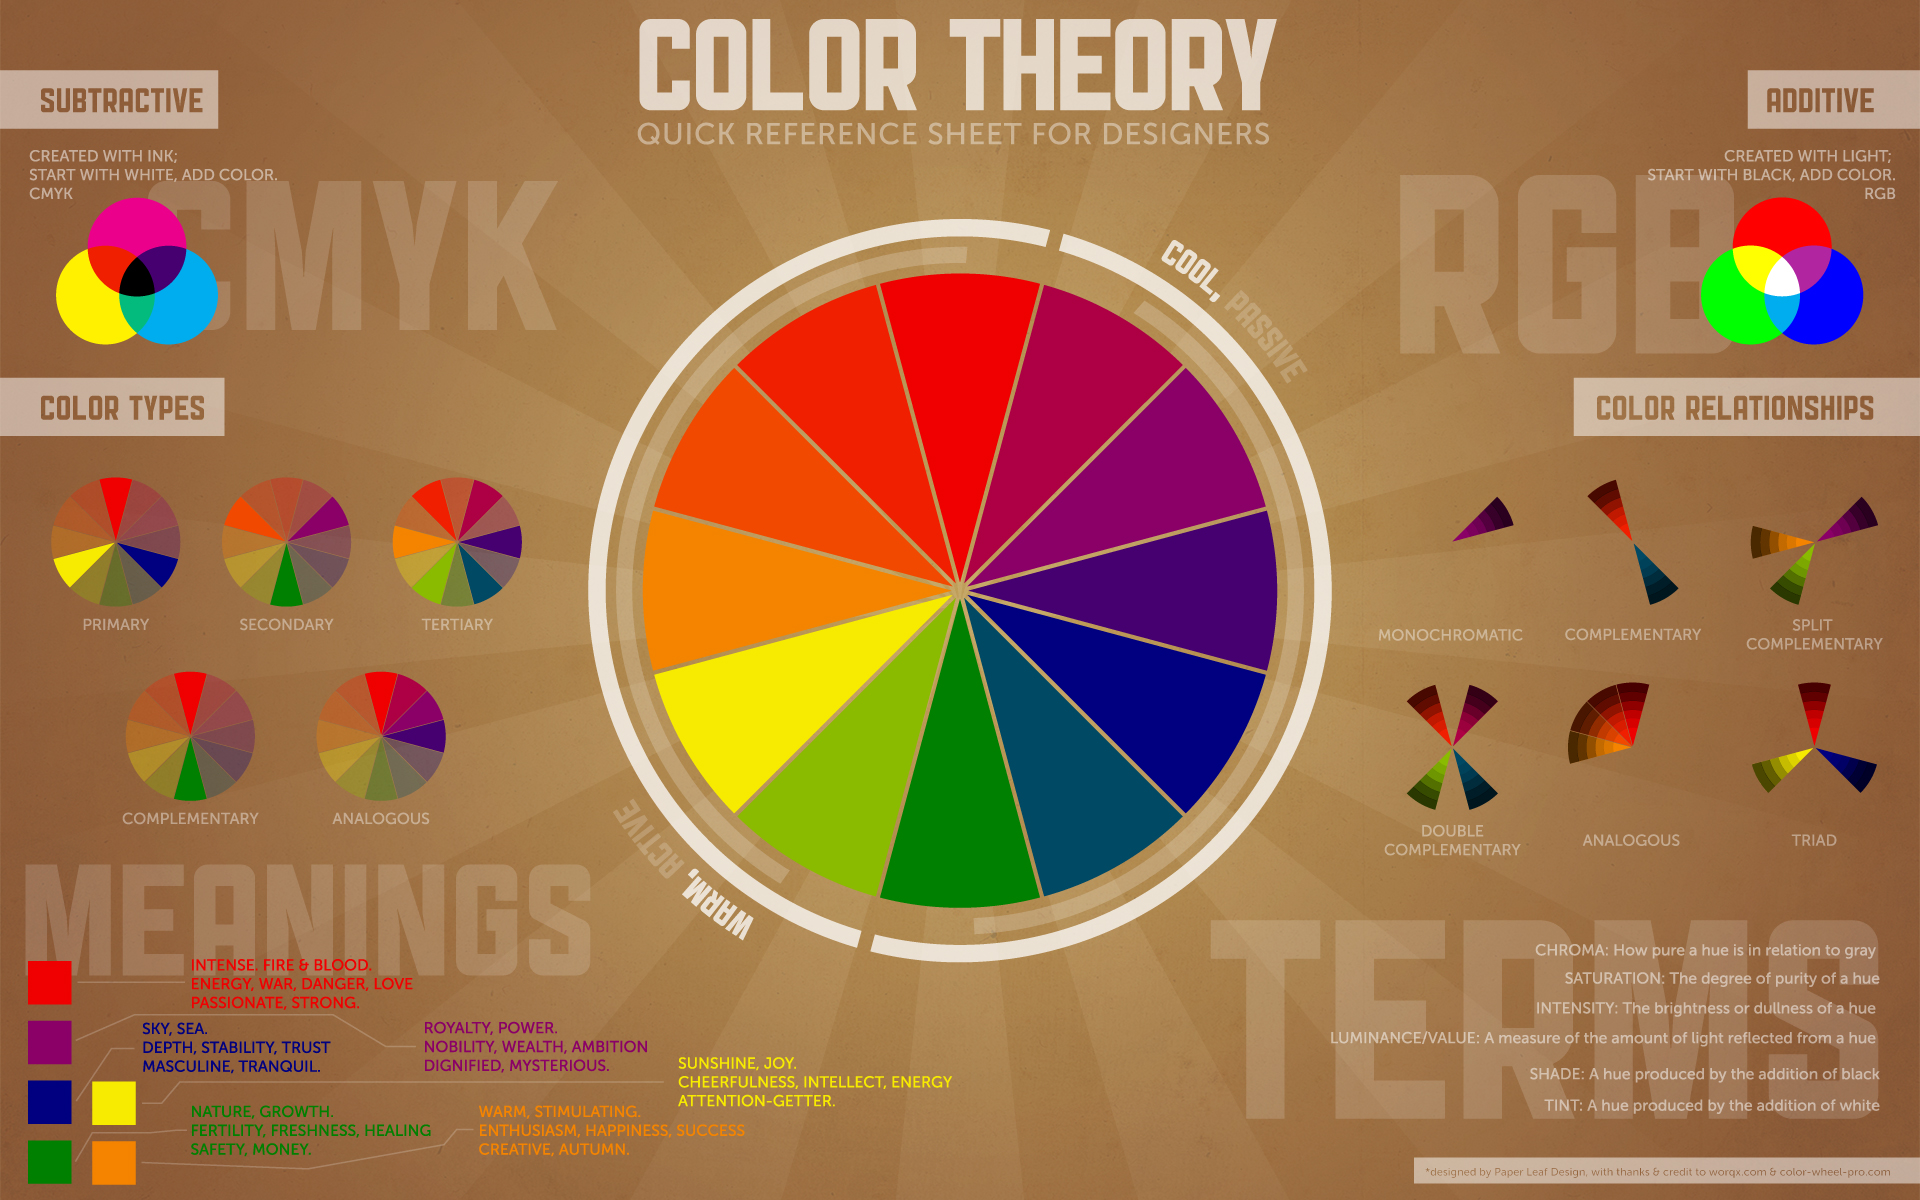 COLOR THEORY
QUICK REFERENCE SHEET FOR DESIGNERS
SUBTRACTIVE
CREATED WITH INK;
START WITH WHITE, ADD COLOR.
CMYK
CMYK
ADDITIVE
CREATED WITH LIGHT;
START WITH BLACK, ADD COLOR.
RGB
RGB
COOL, PASSIVE
WARM, ACTIVE
COLOR TYPES
PRIMARY
SECONDARY
TERTIARY
COMPLEMENTARY
ANALOGOUS
COLOR RELATIONSHIPS
MONOCHROMATIC
COMPLEMENTARY
SPLIT
COMPLEMENTARY
DOUBLE
COMPLEMENTARY
ANALOGOUS
TRIAD
MEANINGS
INTENSE. FIRE & BLOOD.
ENERGY, WAR, DANGER, LOVE
PASSIONATE, STRONG.
SKY, SEA.
DEPTH, STABILITY, TRUST
MASCULINE, TRANQUIL.
ROYALTY, POWER.
NOBILITY, WEALTH, AMBITION
DIGNIFIED, MYSTERIOUS.
SUNSHINE, JOY.
CHEERFULNESS, INTELLECT, ENERGY
ATTENTION-GETTER.
NATURE, GROWTH.
FERTILITY, FRESHNESS, HEALING
SAFETY, MONEY.
WARM, STIMULATING.
ENTHUSIASM, HAPPINESS, SUCCESS
CREATIVE, AUTUMN.
TERMS
CHROMA: How pure a hue is in relation to gray
SATURATION: The degree of purity of a hue
INTENSITY: The brightness or dullness of a hue
LUMINANCE/VALUE: A measure of the amount of light reflected from a hue
SHADE: A hue produced by the addition of black
TINT: A hue produced by the addition of white
*designed by Paper Leaf Design, with thanks & credit to worqx.com & color-wheel-pro.com